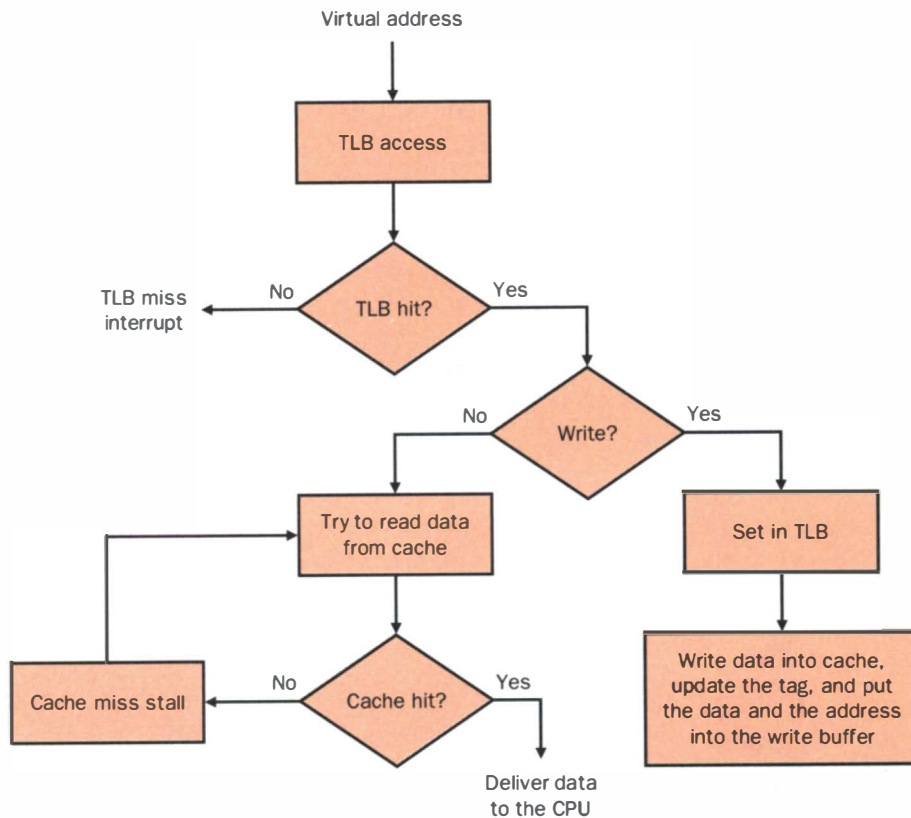 Virtual address
TLB access
No
Yes
TLB miss
interrupt
TLB hit?
No
Yes
Write?
Try to read data
from cache
Set in TLB
No
Yes
Cache miss stall
Cache hit?
Write data into cache,
update the tag, and put
the data and the address
into the write buffer
Deliver data
to the CPU